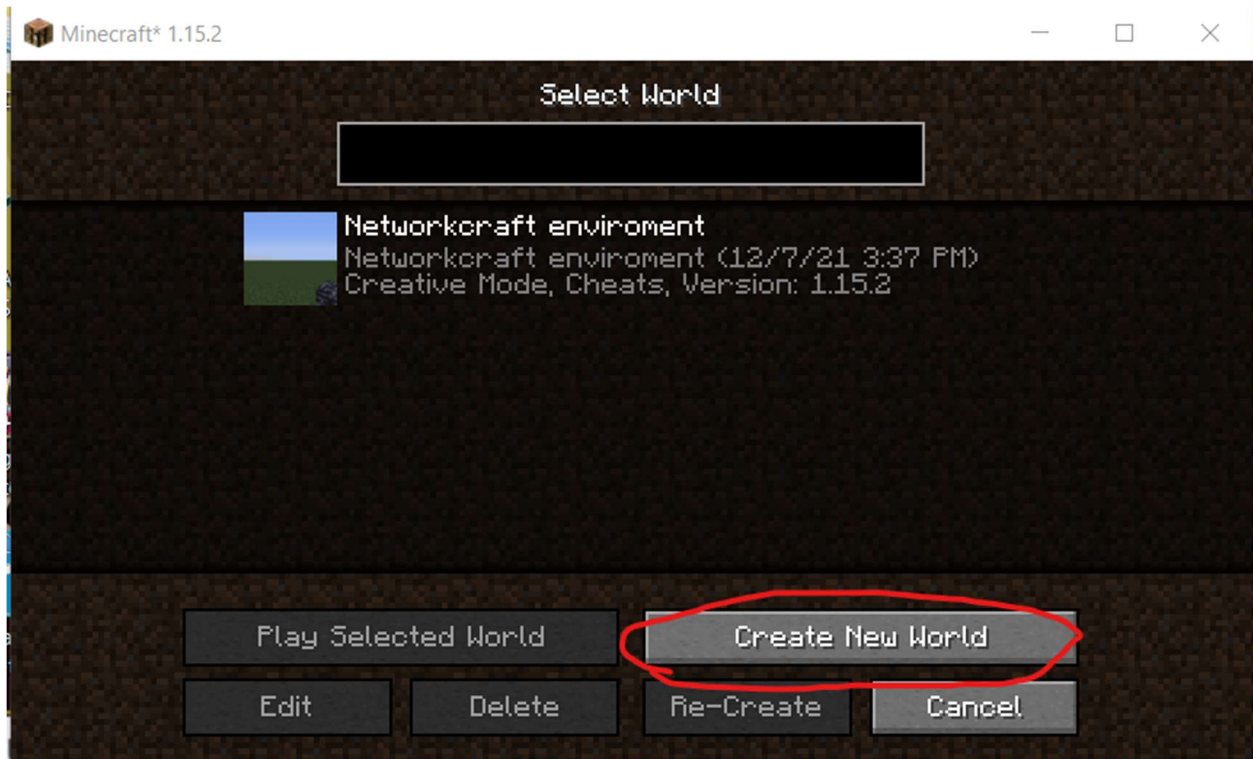 Minecraft* 1.15.2
Select World
Networkcraft enviroment
Networkcraft enviroment (12/7/21 3:37 PM)
Creative Mode, Cheats, Version: 1.15.2
Play Selected World
Create New World
Edit
Delete
Re-Create
Cancel